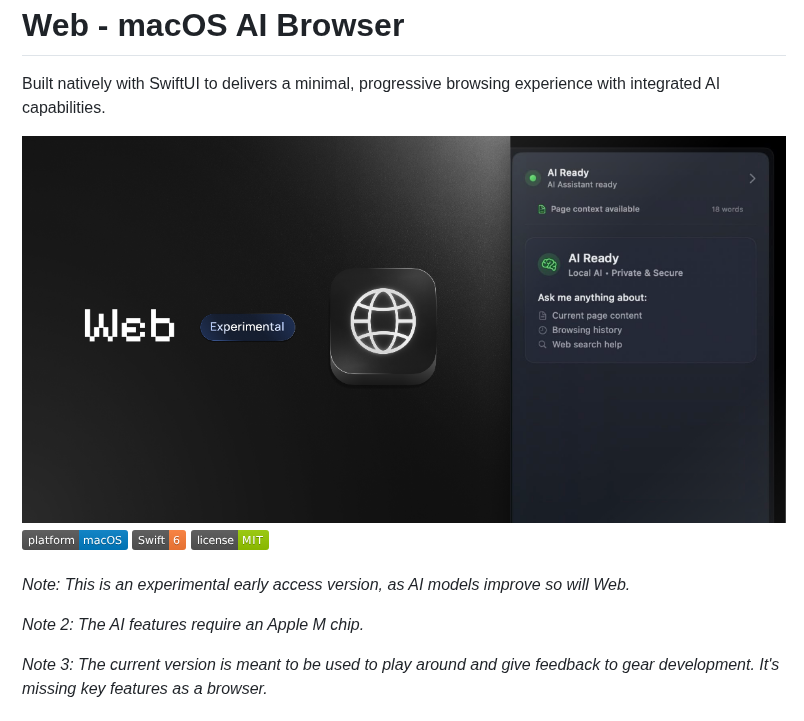 Web - macOS AI Browser
Built natively with SwiftUI to delivers a minimal, progressive browsing experience with integrated AI
capabilities.
Web
Experimental
AI Ready
AI Assistant ready
Page context available
18 words
AI Ready
Local AI • Private & Secure
Ask me anything about:
Current page content
Browsing history
Web search help
platform macOS
Swift 6
license MIT
Note: This is an experimental early access version, as AI models improve so will Web.
Note 2: The AI features require an Apple M chip.
Note 3: The current version is meant to be used to play around and give feedback to gear development. It's
missing key features as a browser.